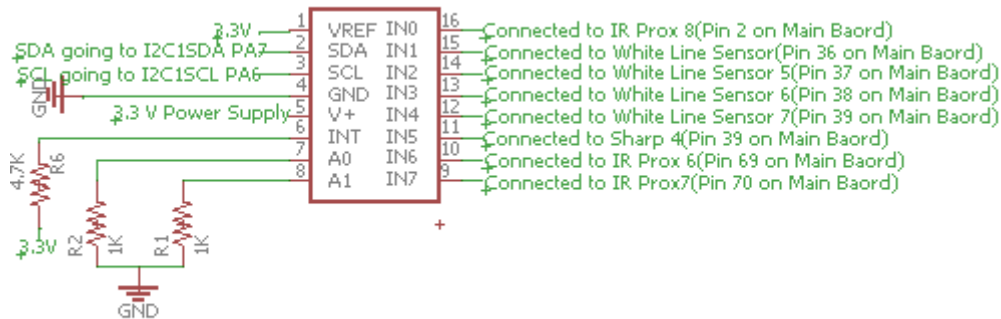 3.3V
SDA going to I2C1SDA PA7
SCL going to I2C1SCL PA6
GND
3.3 V Power Supply
1
2
3
4
5
6
7
8
VREF IN0
SDA IN1
SCL IN2
GND IN3
V+ IN4
INT IN5
A0 IN6
A1 IN7
16
15
14
13
12
11
10
9
Connected to IR Prox 8(Pin 2 on Main Baord)
Connected to White Line Sensor(Pin 36 on Main Baord)
Connected to White Line Sensor 5(Pin 37 on Main Baord)
Connected to White Line Sensor 6(Pin 38 on Main Baord)
Connected to White Line Sensor 7(Pin 39 on Main Baord)
Connected to Sharp 4(Pin 39 on Main Baord)
Connected to IR Prox 6(Pin 69 on Main Baord)
Connected to IR Prox7(Pin 70 on Main Baord)
4.7K
R6
3.3V
R2
1K
R1
1K
GND